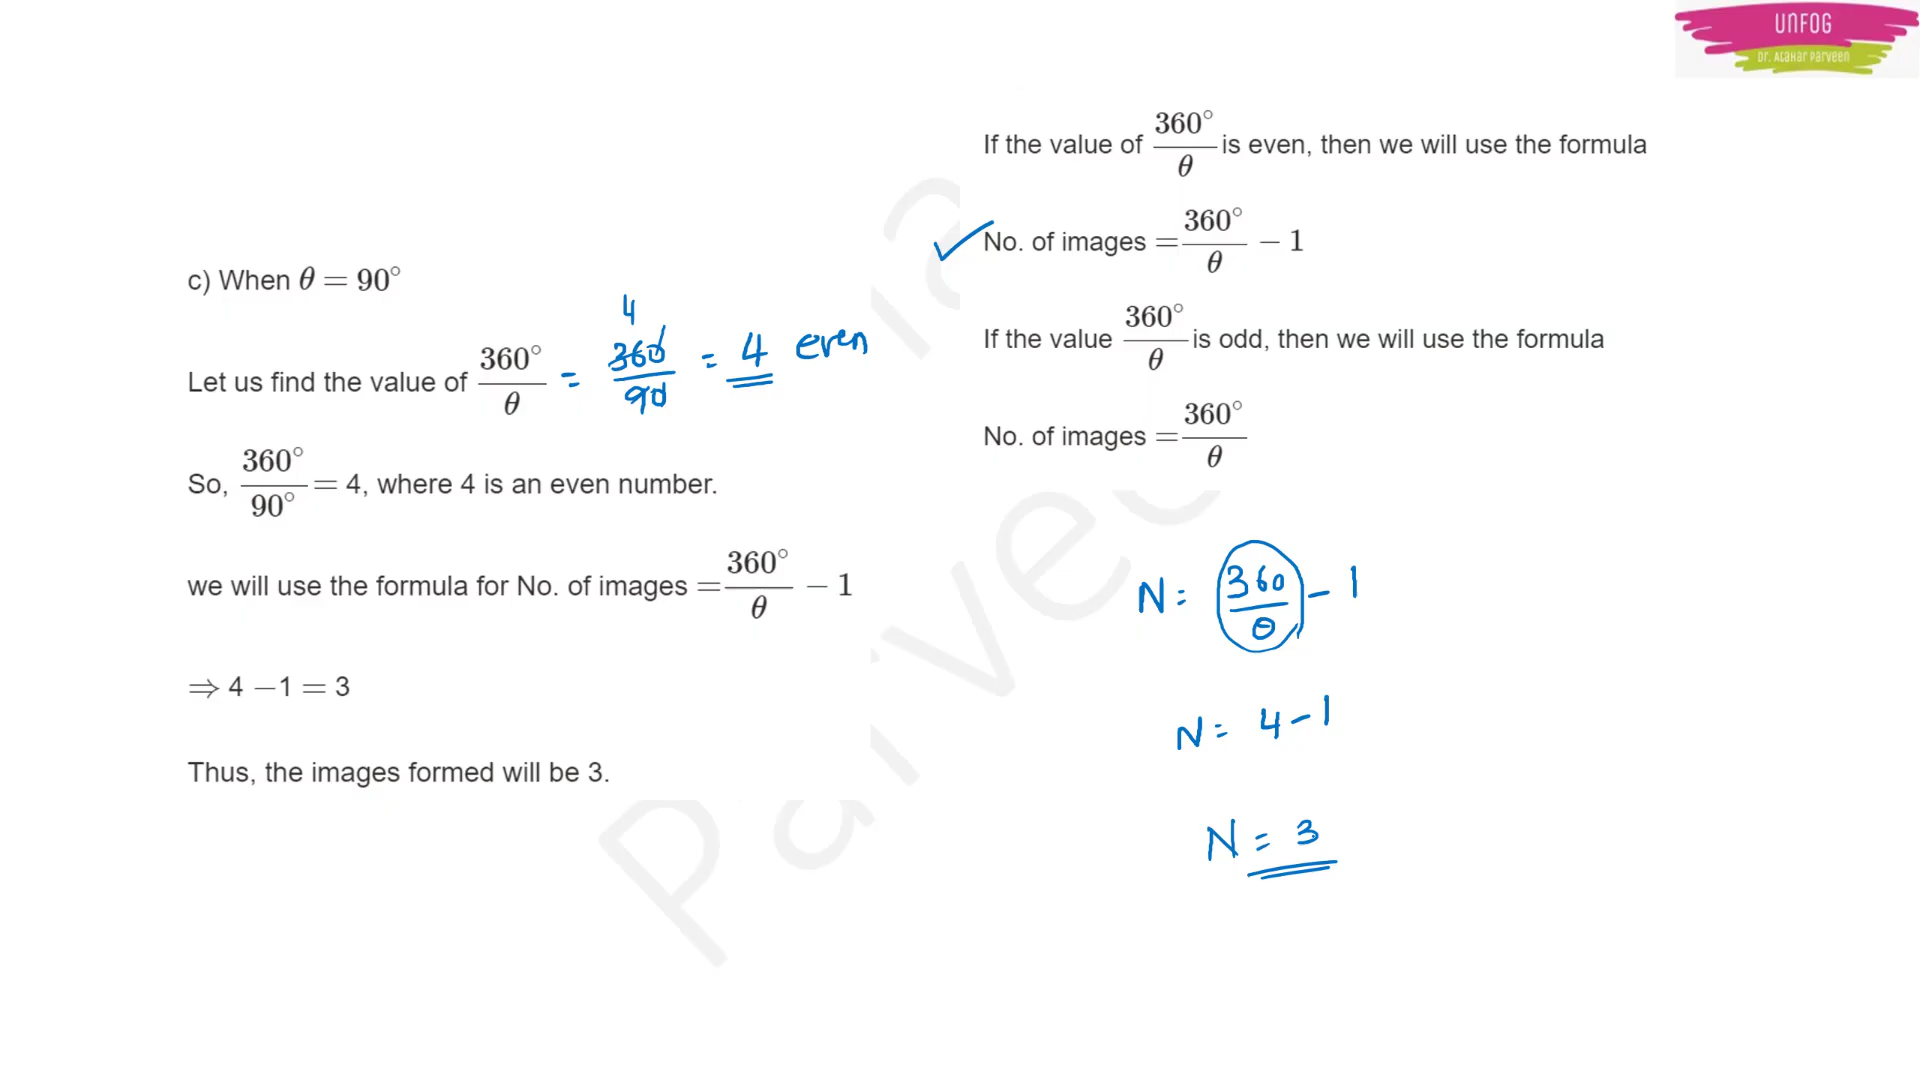 UNFOG
Dr. Atahar Parveen
c) When θ = 90°
4
Let us find the value of 360°/θ = 360/90 = 4 even
So, 360°/90° = 4, where 4 is an even number.
we will use the formula for No. of images = 360°/θ − 1
⇒ 4 −1 = 3
Thus, the images formed will be 3.
If the value of 360°/θ is even, then we will use the formula
✓ No. of images = 360°/θ − 1
If the value 360°/θ is odd, then we will use the formula
No. of images = 360°/θ
N = 360/θ − 1
N = 4 − 1
N = 3